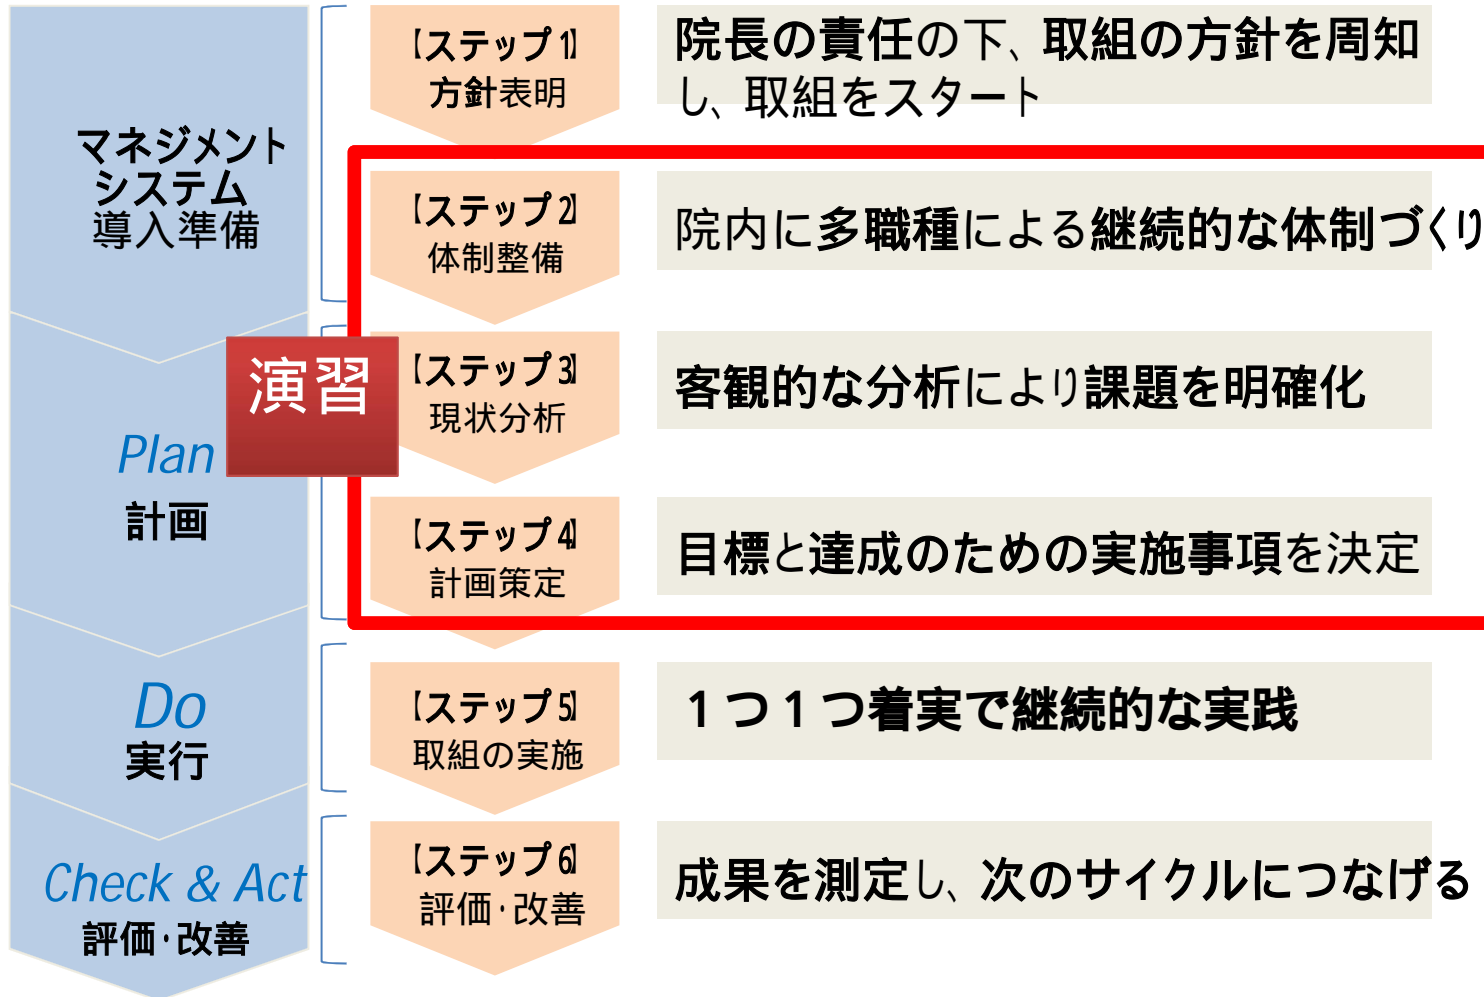 マネジメント
システム
導入準備
【ステップ1】
方針表明
院長の責任の下、取組の方針を周知
し、取組をスタート
【ステップ2】
体制整備
院内に多職種による継続的な体制づくり
演習
Plan
計画
【ステップ3】
現状分析
客観的な分析により課題を明確化
【ステップ4】
計画策定
目標と達成のための実施事項を決定
Do
実行
【ステップ5】
取組の実施
1つ1つ着実で継続的な実践
Check & Act
評価・改善
【ステップ6】
評価・改善
成果を測定し、次のサイクルにつなげる